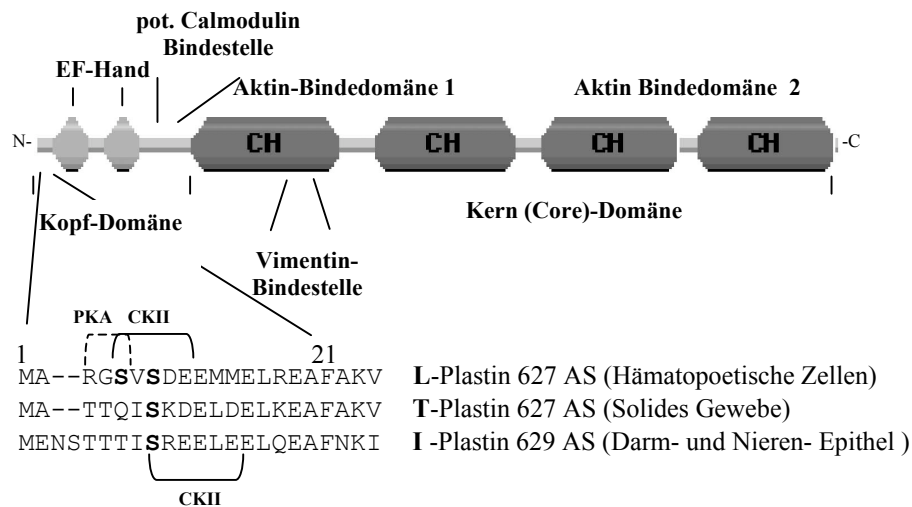 pot. Calmodulin
Bindestelle
EF-Hand
Aktin-Bindedomäne 1
Aktin Bindedomäne 2
N-
CH
CH
CH
CH
-C
Kopf-Domäne
Kern (Core)-Domäne
Vimentin-
Bindestelle
PKA
CKII
1
21
MA--RGSVSDEEMMELREAFAKV L-Plastin 627 AS (Hämatopoetische Zellen)
MA--TTQISKDELDELKEAFAKV T-Plastin 627 AS (Solides Gewebe)
MENSTTTISREELEELQEAFNKI I -Plastin 629 AS (Darm- und Nieren- Epithel )
CKII